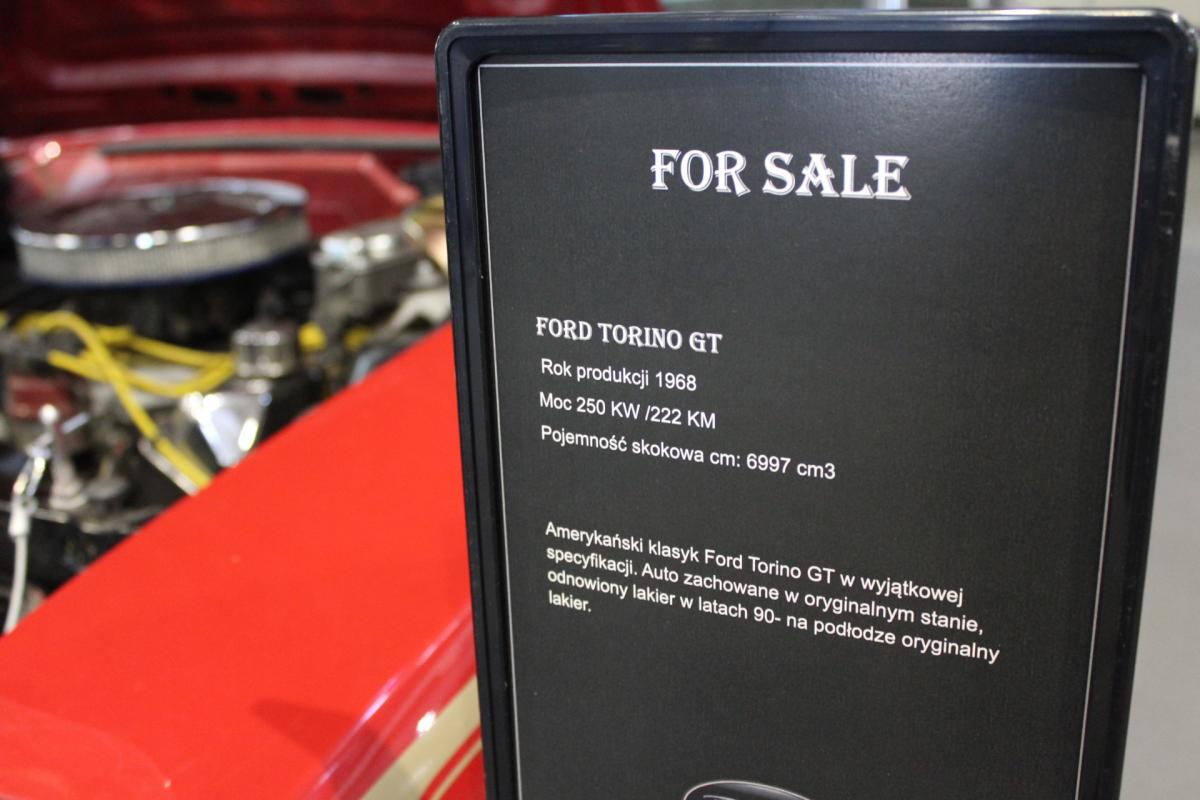 FOR SALE
FORD TORINO GT
Rok produkcji 1968
Moc 250 KW /222 KM
Pojemność skokowa cm: 6997 cm3
Amerykański klasyk Ford Torino GT w wyjątkowej
specyfikacji. Auto zachowane w oryginalnym stanie,
odnowiony lakier w latach 90- na podłodze oryginalny
lakier.